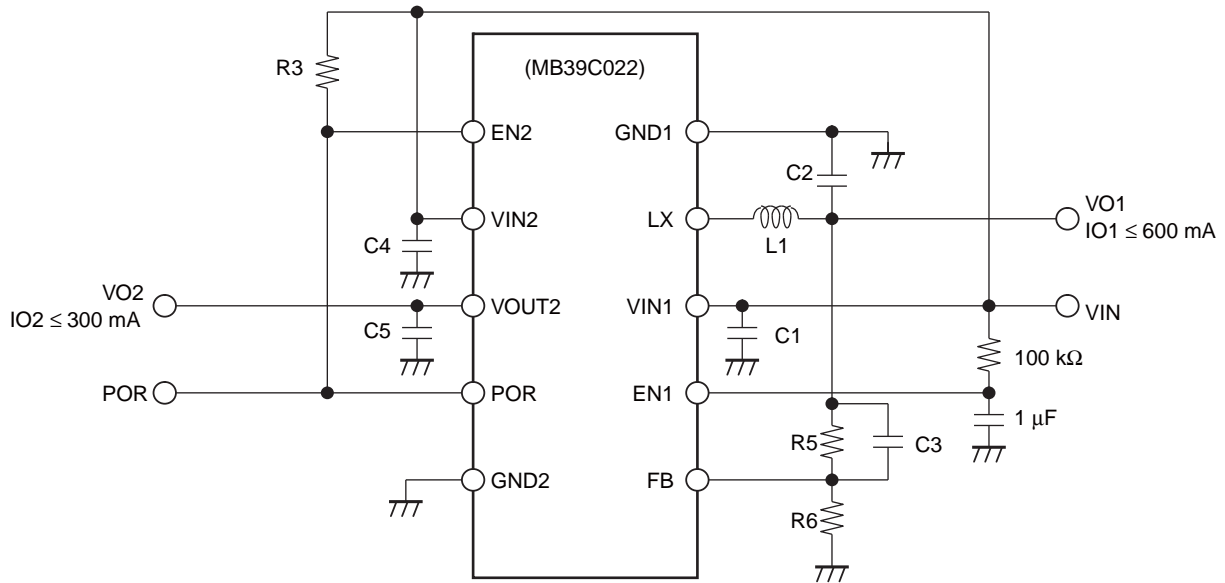 R3
(MB39C022)
EN2
GND1
C2
VIN2
LX
VO1
IO1 ≤ 600 mA
C4
L1
VO2
IO2 ≤ 300 mA
VOUT2
VIN1
VIN
C5
C1
100 kΩ
POR
POR
EN1
1 μF
R5
C3
GND2
FB
R6